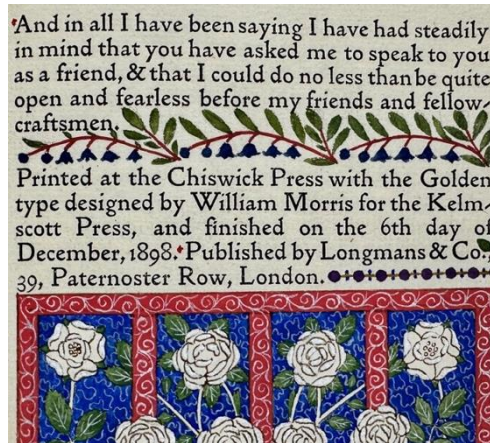 And in all I have been saying I have had steadily
in mind that you have asked me to speak to you
as a friend, & that I could do no less than be quite
open and fearless before my friends and fellow-
craftsmen.
Printed at the Chiswick Press with the Golden
type designed by William Morris for the Kelm-
scott Press, and finished on the 6th day of
December, 1898. Published by Longmans & Co.,
39, Paternoster Row, London.